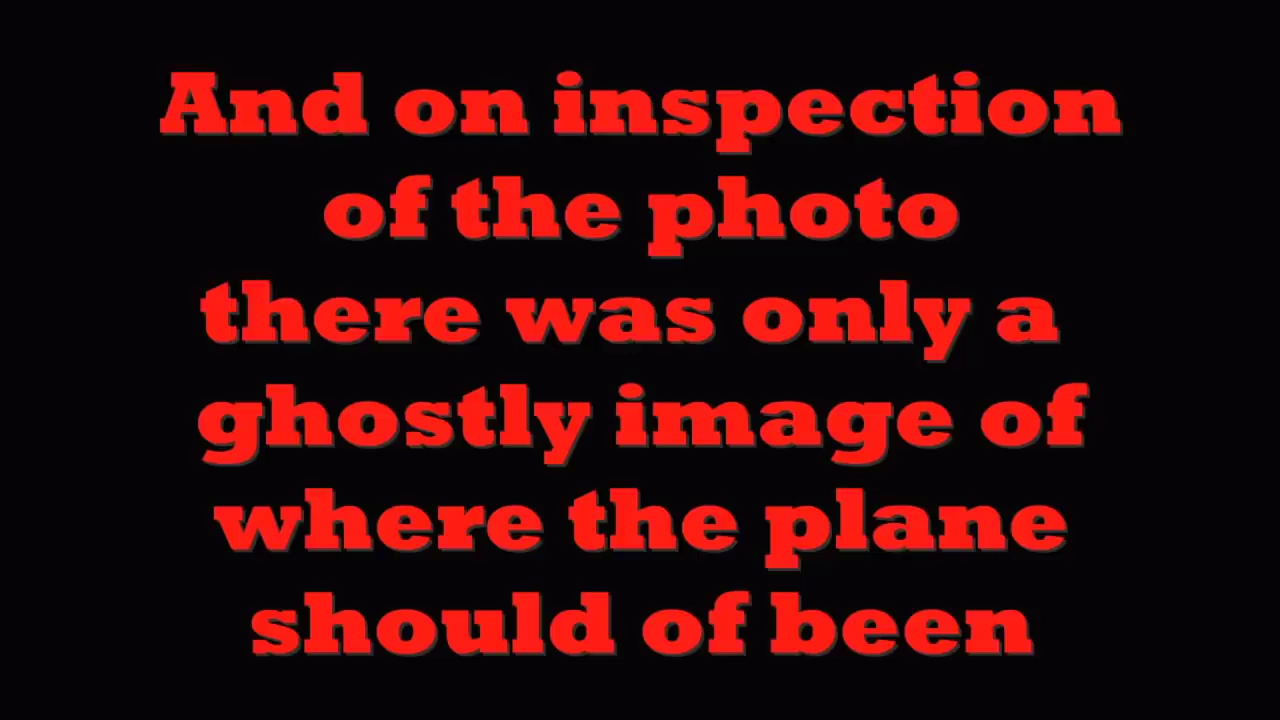 And on inspection
of the photo
there was only a
ghostly image of
where the plane
should of been